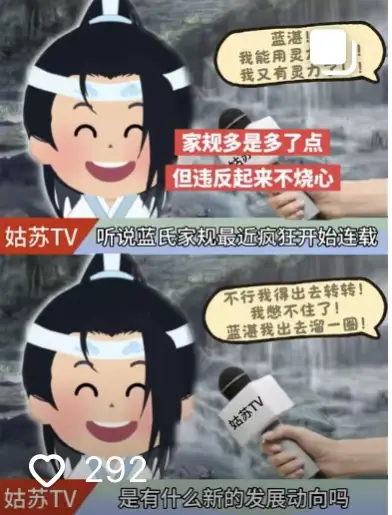 蓝湛!
我能用灵力
我又有灵力
家规多是多了点
但违反起来不烧心
姑苏
姑苏TV
听说蓝氏家规最近疯狂开始连载
不行我得出去转转!
我憋不住了!
蓝湛我出去溜一圈!
姑苏TV
292
姑苏TV
是有什么新的发展动向吗